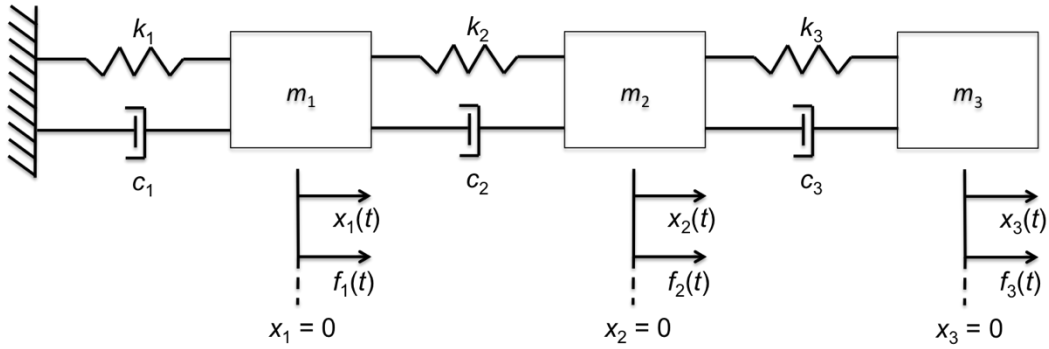 k₁ k₂ k₃
m₁ m₂ m₃
c₁ c₂ c₃
x₁(t) x₂(t) x₃(t)
f₁(t) f₂(t) f₃(t)
x₁ = 0 x₂ = 0 x₃ = 0